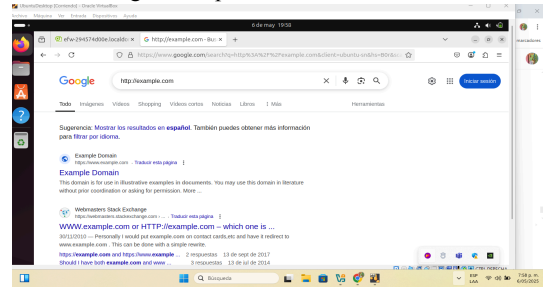 UbuntuDesktop [Corriendo] - Oracle VirtualBox
Archivo Máquina Ver Entrada Dispositivos Ayuda
6 de may 19:58
efw-294574d00e.localdo
http://example.com - Bus
https://www.google.com/search?q=http%3A%2F%2Fexample.com&client=ubuntu-sn&hs=
Google
http://example.com
Iniciar sesión
Todo Imágenes Videos Shopping Videos cortos Noticias Libros Más Herramientas
Sugerencia: Mostrar los resultados en español. También puedes obtener más información
para filtrar por idioma.
Example Domain
https://www.example.com · Traducir esta página
Example Domain
This domain is for use in illustrative examples in documents. You may use this domain in literature
without prior coordination or asking for permission. More ...
Webmasters Stack Exchange
https://webmasters.stackexchange.com › ... · Traducir esta página
WWW.example.com or HTTP://example.com – which one is ...
30/11/2010 — Personally I would put example.com on contact cards,etc and have it redirect to
www.example.com . This can be done with a simple rewrite.
https://example.com and https://www.example 2 respuestas 13 de sept de 2017
Should I have both example.com and www ... 3 respuestas 13 de jul de 2014
CTRL DERECHA
Búsqueda
ESP
LAA
7:58 p. m.
6/05/2025